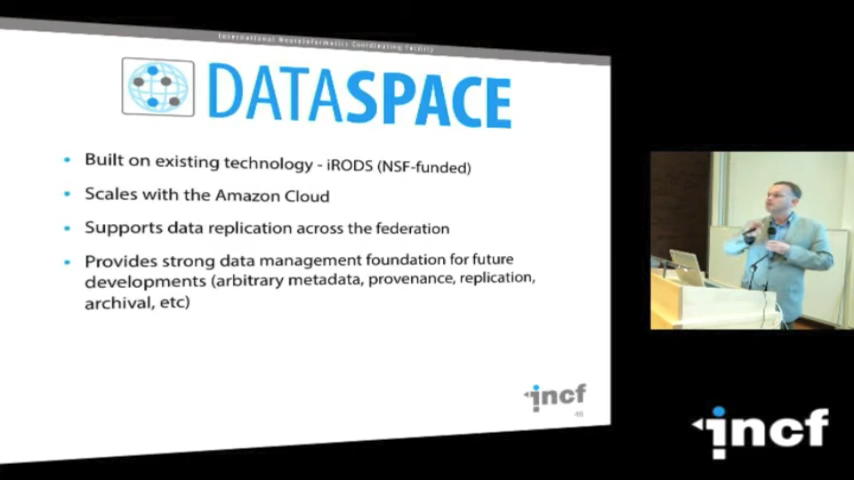 International Neuroinformatics Coordinating Facility
DATASPACE
• Built on existing technology - iRODS (NSF-funded)
• Scales with the Amazon Cloud
• Supports data replication across the federation
• Provides strong data management foundation for future
developments (arbitrary metadata, provenance, replication,
archival, etc)
incf
46
incf